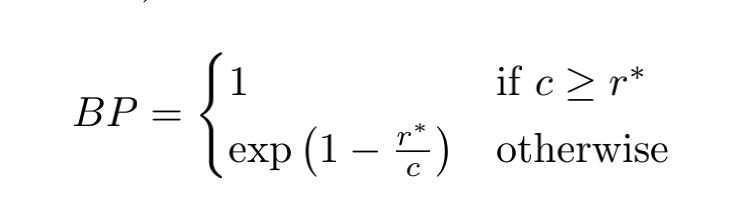 BP = { 1 if c ≥ r*
exp (1 − r*/c) otherwise